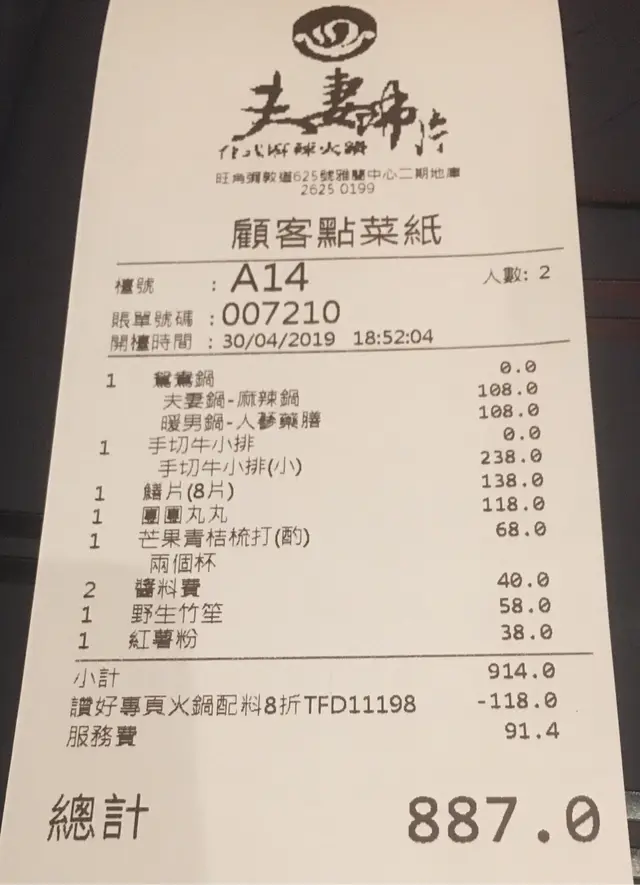 夫妻沸片
旺角彌敦道625號雅蘭中心二期地庫
2625 0199
顧客點菜紙
檯號 : A14 人數: 2
賬單號碼 : 007210
開檯時間 : 30/04/2019 18:52:04
1 鴛鴦鍋 0.0
夫妻鍋-麻辣鍋 108.0
暖男鍋-人蔘藥膳 108.0
1 手切牛小排 0.0
手切牛小排(小) 238.0
1 鱔片(8片) 138.0
1 團團丸丸 118.0
1 芒果青桔梳打(酌) 68.0
兩個杯
2 醬料費 40.0
1 野生竹笙 58.0
1 紅薯粉 38.0
小計 914.0
讚好專頁火鍋配料8折TFD11198 -118.0
服務費 91.4
總計 887.0